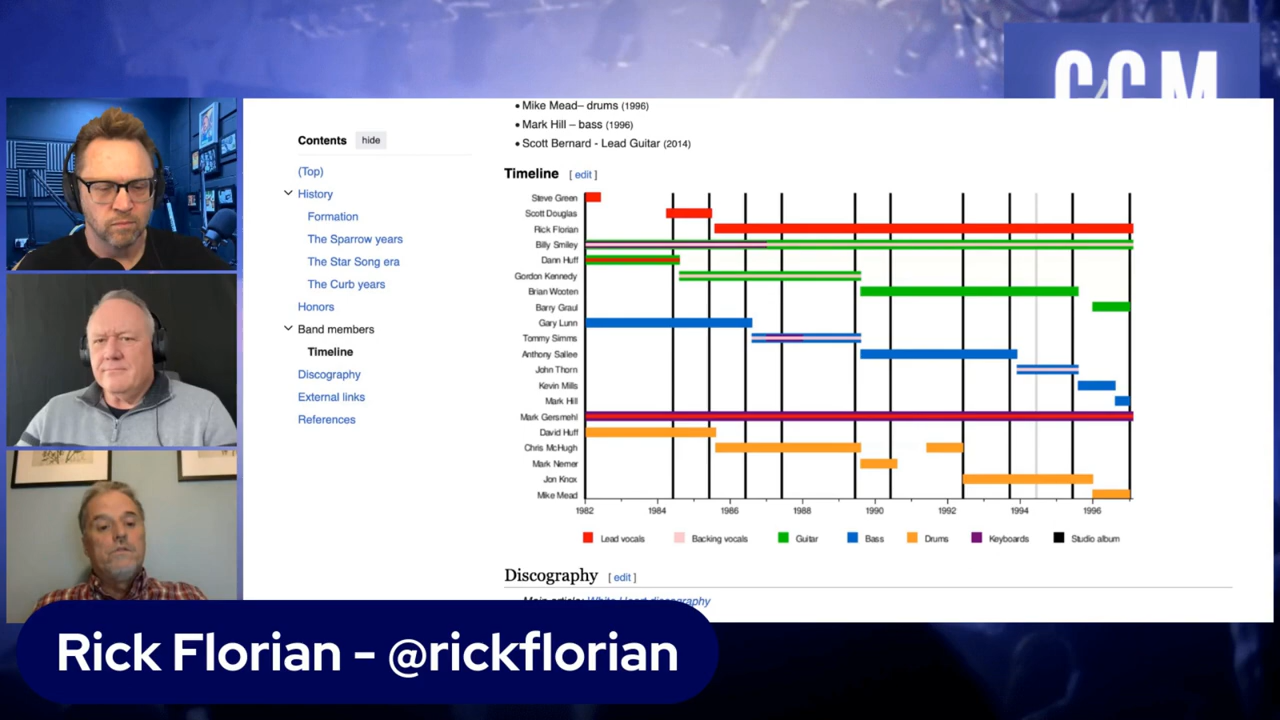 CCM
• Mike Mead– drums (1996)
• Mark Hill – bass (1996)
• Scott Bernard - Lead Guitar (2014)
Contents hide
(Top)
History
Formation
The Sparrow years
The Star Song era
The Curb years
Honors
Band members
Timeline
Discography
External links
References
Timeline [ edit ]
Steve Green
Scott Douglas
Rick Florian
Billy Smiley
Dann Huff
Gordon Kennedy
Brian Wooten
Barry Graul
Gary Lunn
Tommy Simms
Anthony Sallee
John Thorn
Kevin Mills
Mark Hill
Mark Gersmehl
David Huff
Chris McHugh
Mark Nemer
Jon Knox
Mike Mead
1982 1984 1986 1988 1990 1992 1994 1996
Lead vocals Backing vocals Guitar Bass Drums Keyboards Studio album
Discography [ edit ]
Main article: White Heart discography
Rick Florian - @rickflorian